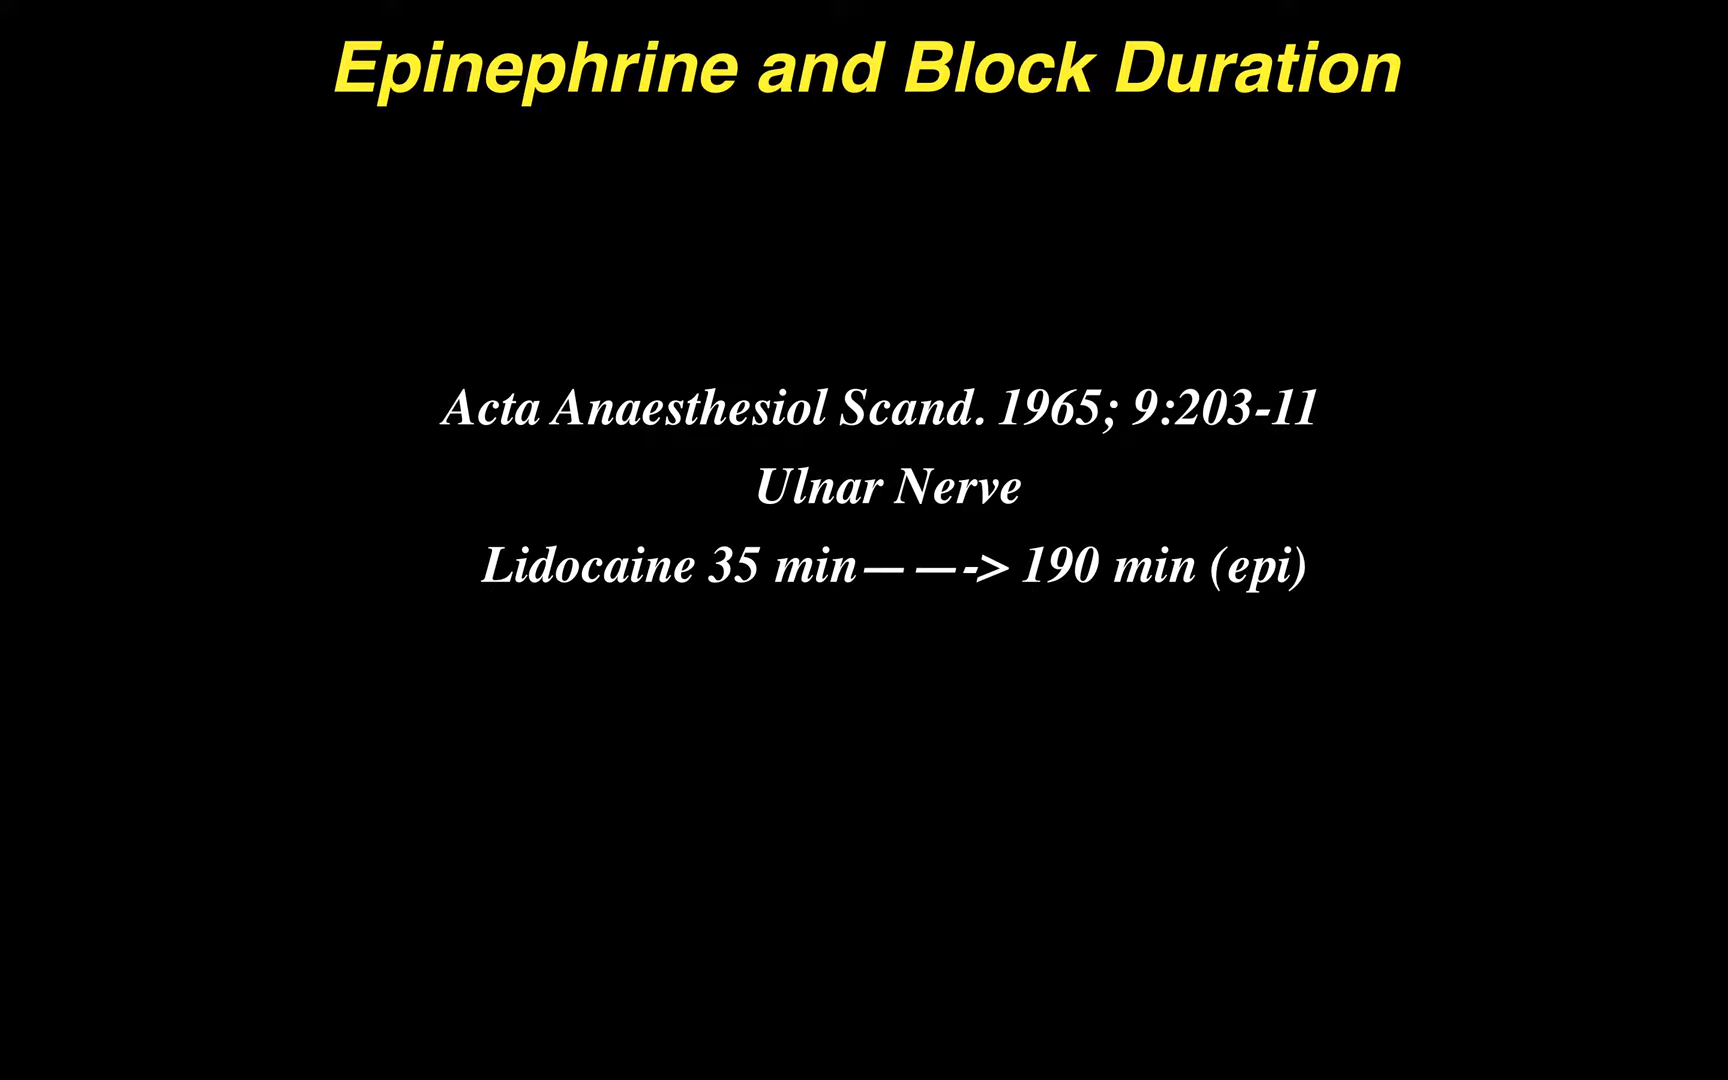 Epinephrine and Block Duration
Acta Anaesthesiol Scand. 1965; 9:203-11
Ulnar Nerve
Lidocaine 35 min— —-> 190 min (epi)